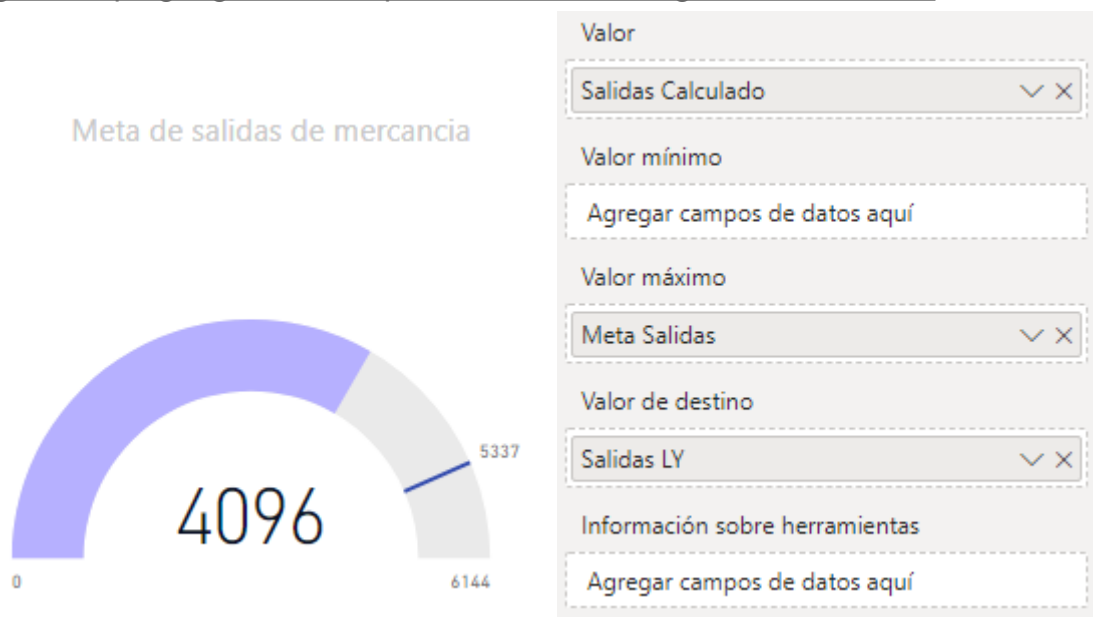 Meta de salidas de mercancia
5337
4096
0
6144
Valor
Salidas Calculado
Valor mínimo
Agregar campos de datos aquí
Valor máximo
Meta Salidas
Valor de destino
Salidas LY
Información sobre herramientas
Agregar campos de datos aquí